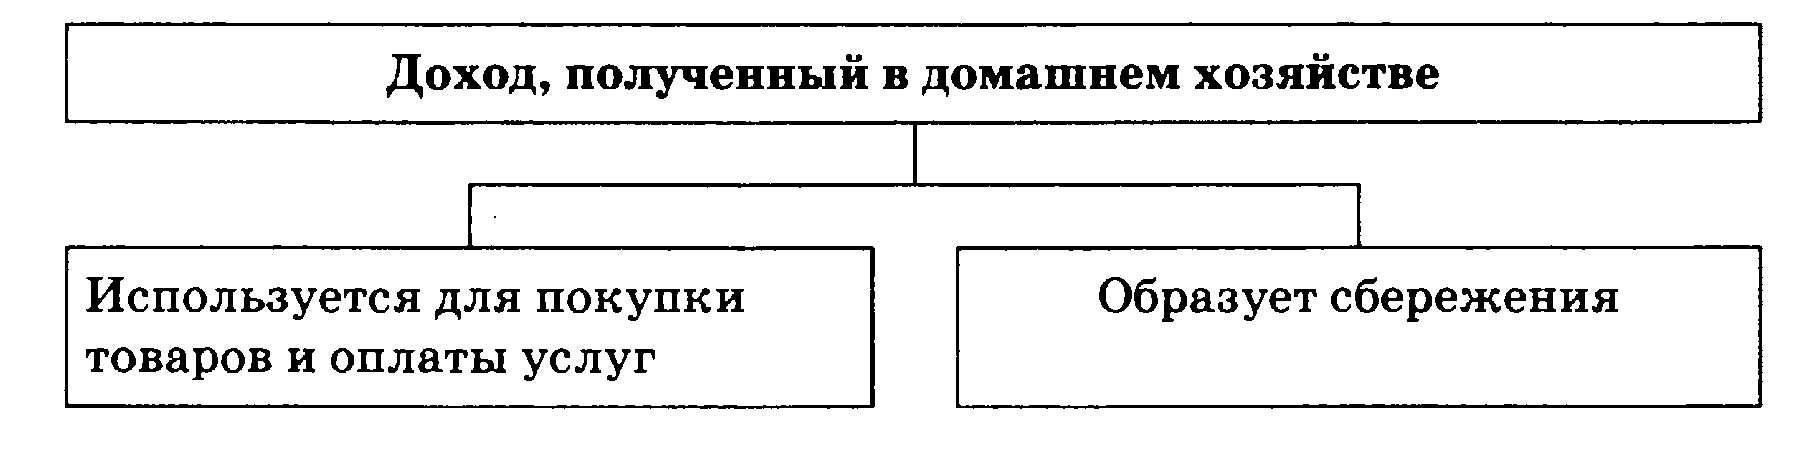 Доход, полученный в домашнем хозяйстве
Используется для покупки
товаров и оплаты услуг
Образует сбережения